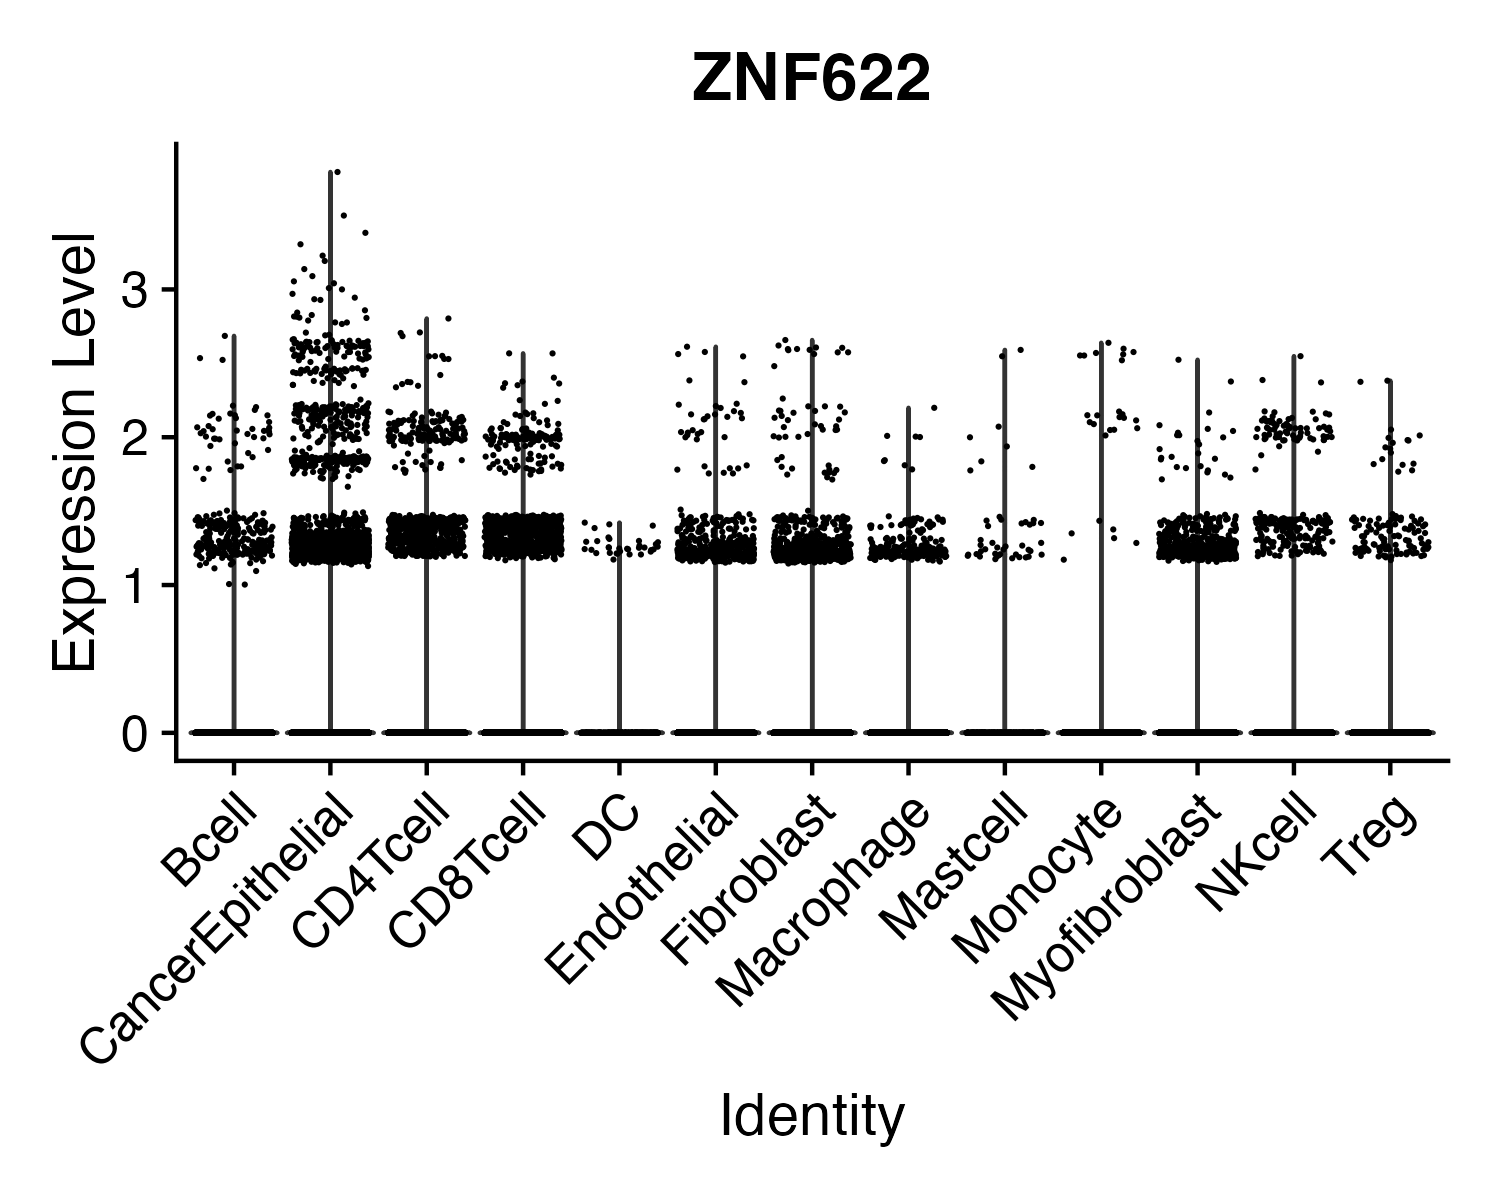 ZNF622
Expression Level
3
2
1
0
Bcell
CancerEpithelial
CD4Tcell
CD8Tcell
DC
Endothelial
Fibroblast
Macrophage
Mastcell
Monocyte
Myofibroblast
NKcell
Treg
Identity